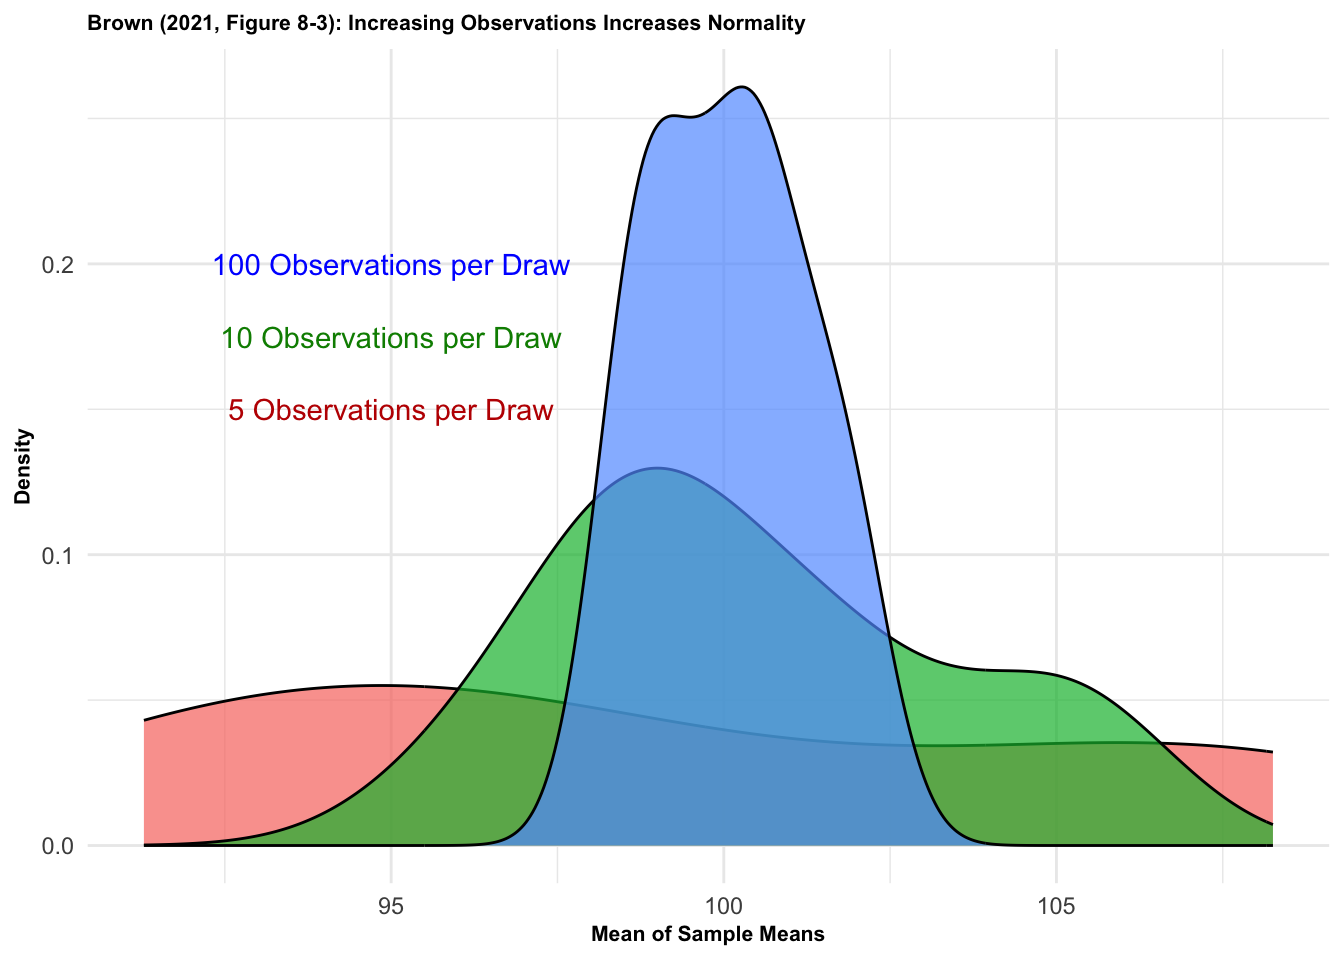 Brown (2021, Figure 8-3): Increasing Observations Increases Normality
0.2
0.1
0.0
Density
100 Observations per Draw
10 Observations per Draw
5 Observations per Draw
95
100
105
Mean of Sample Means